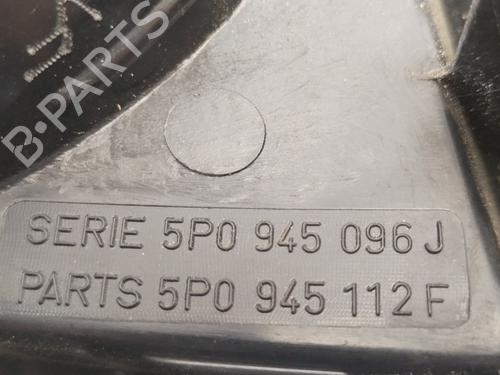 B-PARTS
SERIE 5P0 945 096 J
PARTS 5P0 945 112 F